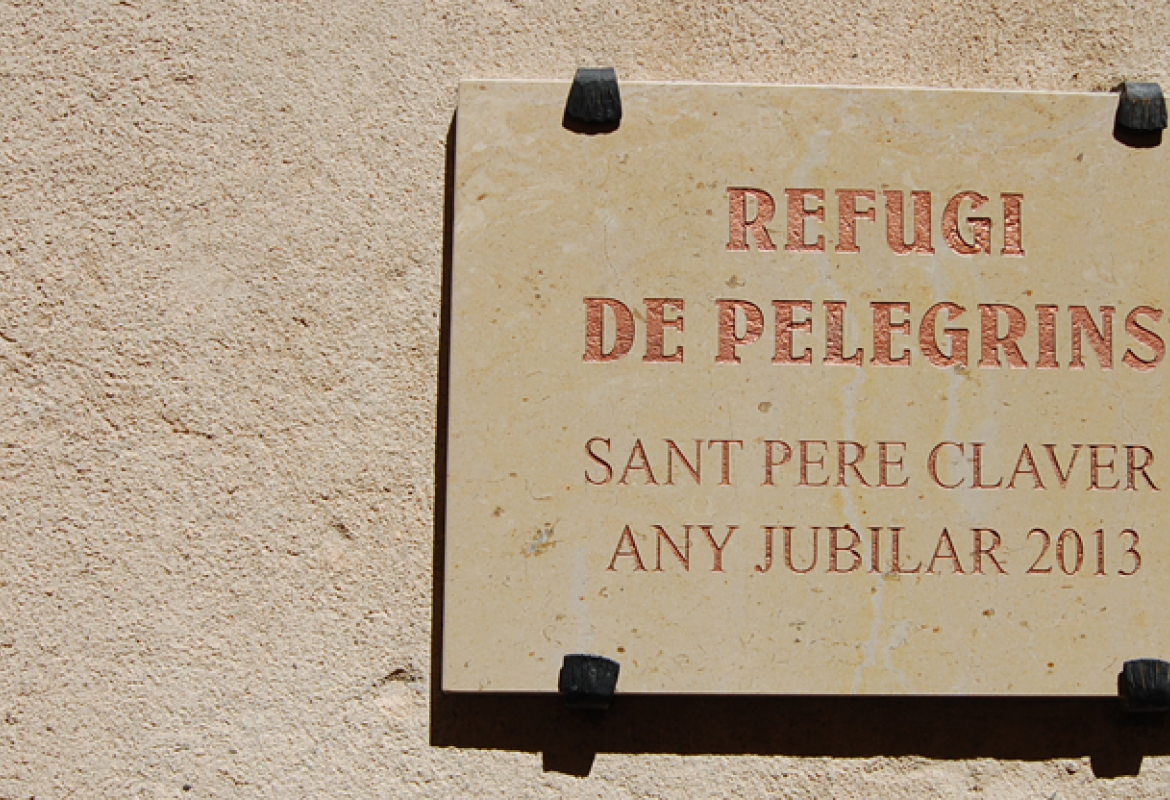 REFUGI
DE PELEGRINS
SANT PERE CLAVER
ANY JUBILAR 2013